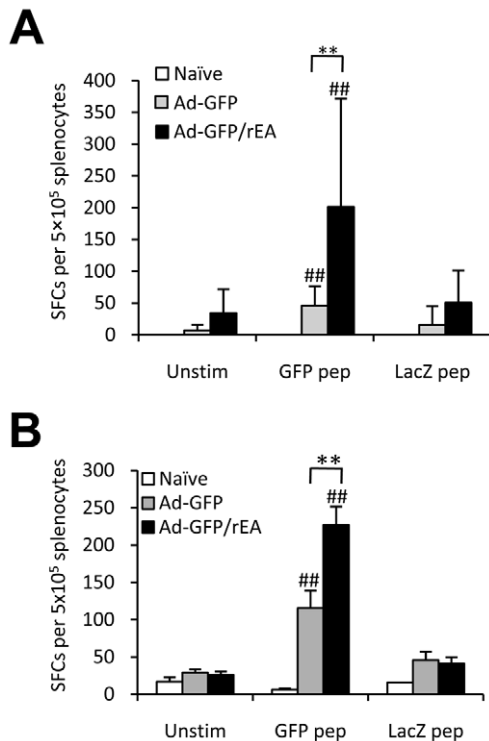 A
**
400
Naïve
##
350
Ad-GFP
300
Ad-GFP/rEA
250
200
150
100
##
50
0
SFCs per 5×10⁵ splenocytes
Unstim GFP pep LacZ pep
B
**
300
Naïve
##
250
Ad-GFP
200
Ad-GFP/rEA
150
##
100
50
0
SFCs per 5x10⁵ splenocytes
Unstim GFP pep LacZ pep